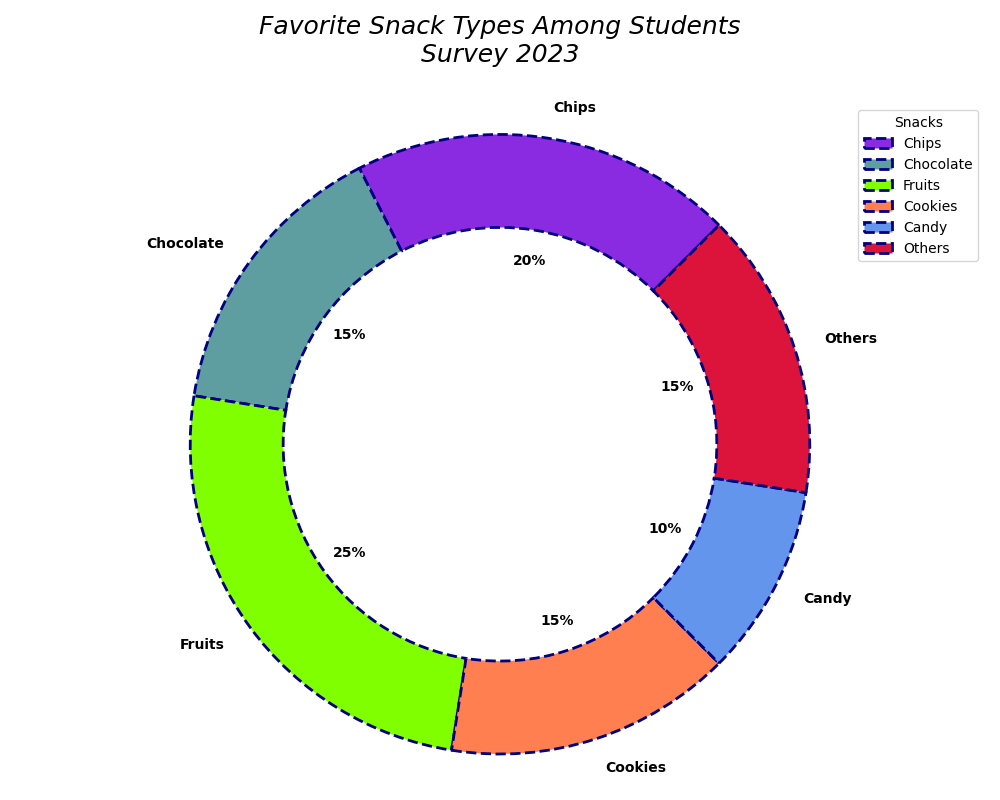 Favorite Snack Types Among Students
Survey 2023
Chips
Snacks
Chips
Chocolate
Fruits
Cookies
Candy
Others
Chocolate
20%
15%
Others
15%
10%
25%
Candy
15%
Fruits
Cookies